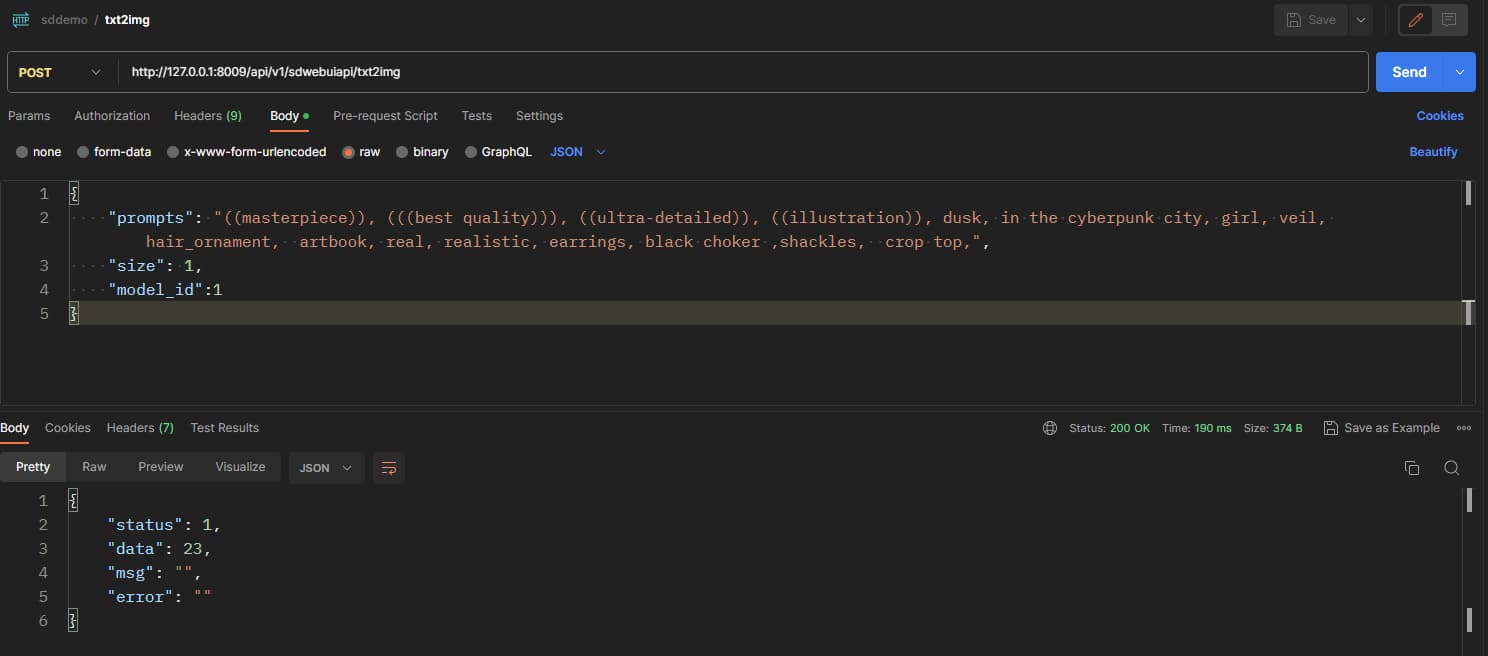 HTTP sddemo / txt2img Save
POST http://127.0.0.1:8009/api/v1/sdwebuiapi/txt2img Send
Params Authorization Headers (9) Body Pre-request Script Tests Settings Cookies
none form-data x-www-form-urlencoded raw binary GraphQL JSON Beautify
1 {
2 "prompts": "((masterpiece)), (((best quality))), ((ultra-detailed)), ((illustration)), dusk, in the cyberpunk city, girl, veil,
hair_ornament,  artbook, real, realistic, earrings, black choker ,shackles,  crop top,",
3 "size": 1,
4 "model_id":1
5 }
Body Cookies Headers (7) Test Results Status: 200 OK Time: 190 ms Size: 374 B Save as Example
Pretty Raw Preview Visualize JSON
1 {
2 "status": 1,
3 "data": 23,
4 "msg": "",
5 "error": ""
6 }